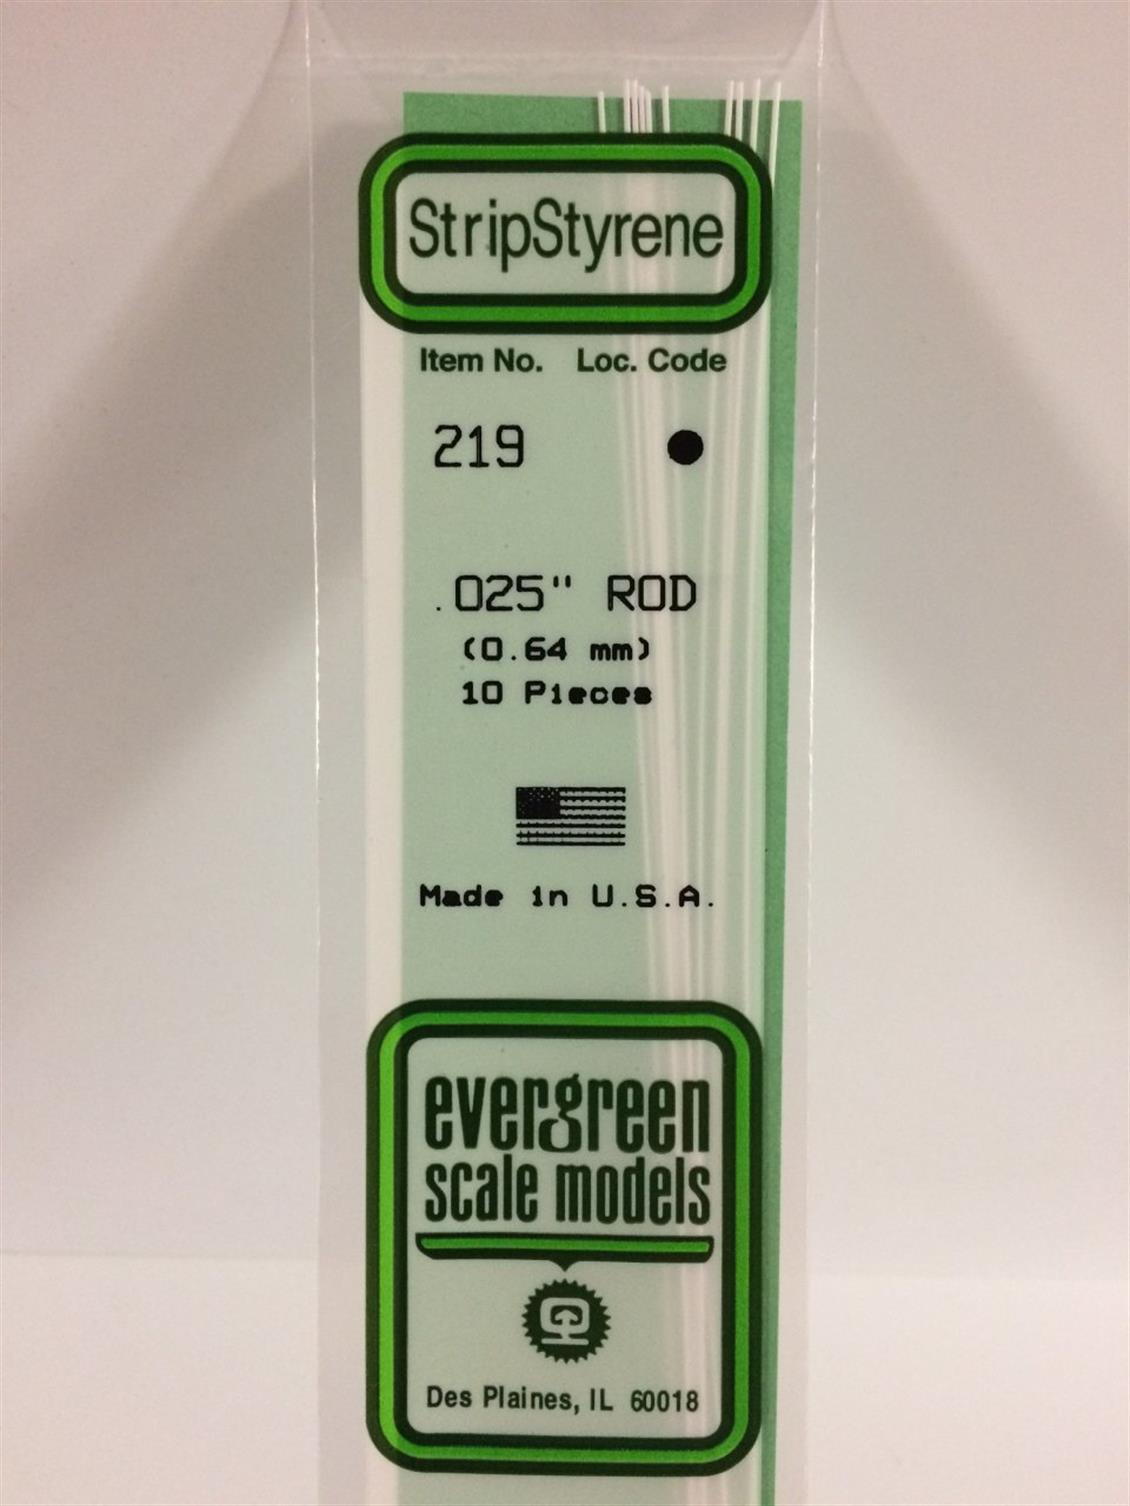 StripStyrene
Item No. Loc. Code
219 ●
.025" ROD
(0.64 mm)
10 Pieces
Made in U.S.A.
evergreen
scale models
Des Plaines, IL 60018